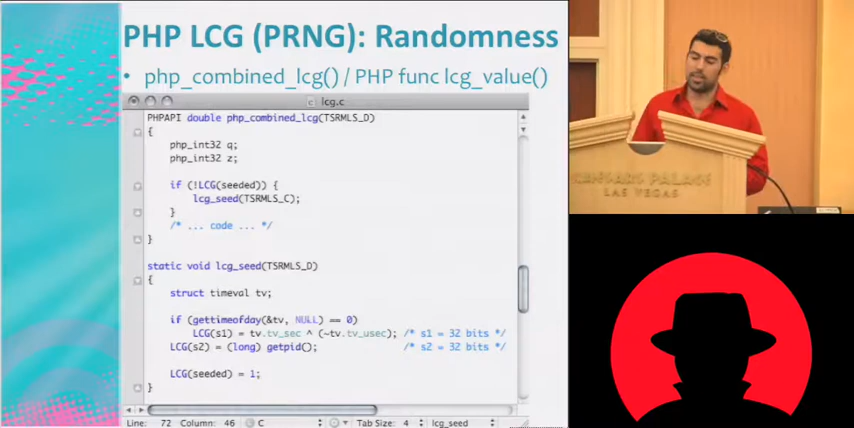 PHP LCG (PRNG): Randomness
• php_combined_lcg() / PHP func lcg_value()
lcg.c
PHPAPI double php_combined_lcg(TSRMLS_D)
{
php_int32 q;
php_int32 z;
if (!LCG(seeded)) {
lcg_seed(TSRMLS_C);
}
/* ... code ... */
}
static void lcg_seed(TSRMLS_D)
{
struct timeval tv;
if (gettimeofday(&tv, NULL) == 0)
LCG(s1) = tv.tv_sec ^ (~tv.tv_usec); /* s1 = 32 bits */
LCG(s2) = (long) getpid(); /* s2 = 32 bits */
LCG(seeded) = 1;
}
Line: 72 Column: 46 C Tab Size: 4 lcg_seed
CAESARS PALACE
LAS VEGAS